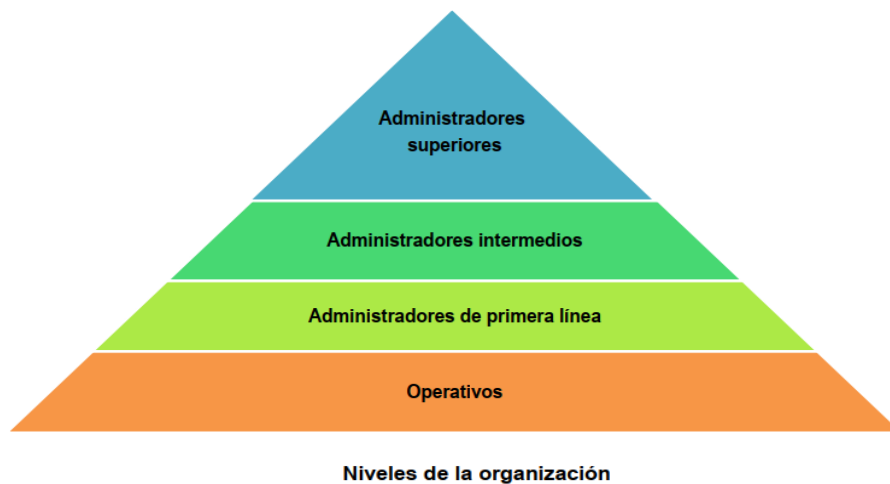 Administradores
superiores
Administradores intermedios
Administradores de primera línea
Operativos
Niveles de la organización